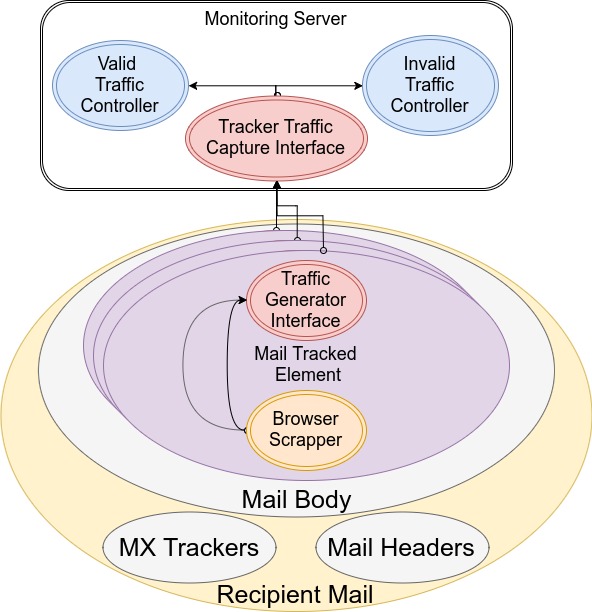 Monitoring Server
Valid
Traffic
Controller
Invalid
Traffic
Controller
Tracker Traffic
Capture Interface
Traffic
Generator
Interface
Mail Tracked
Element
Browser
Scrapper
Mail Body
MX Trackers
Mail Headers
Recipient Mail